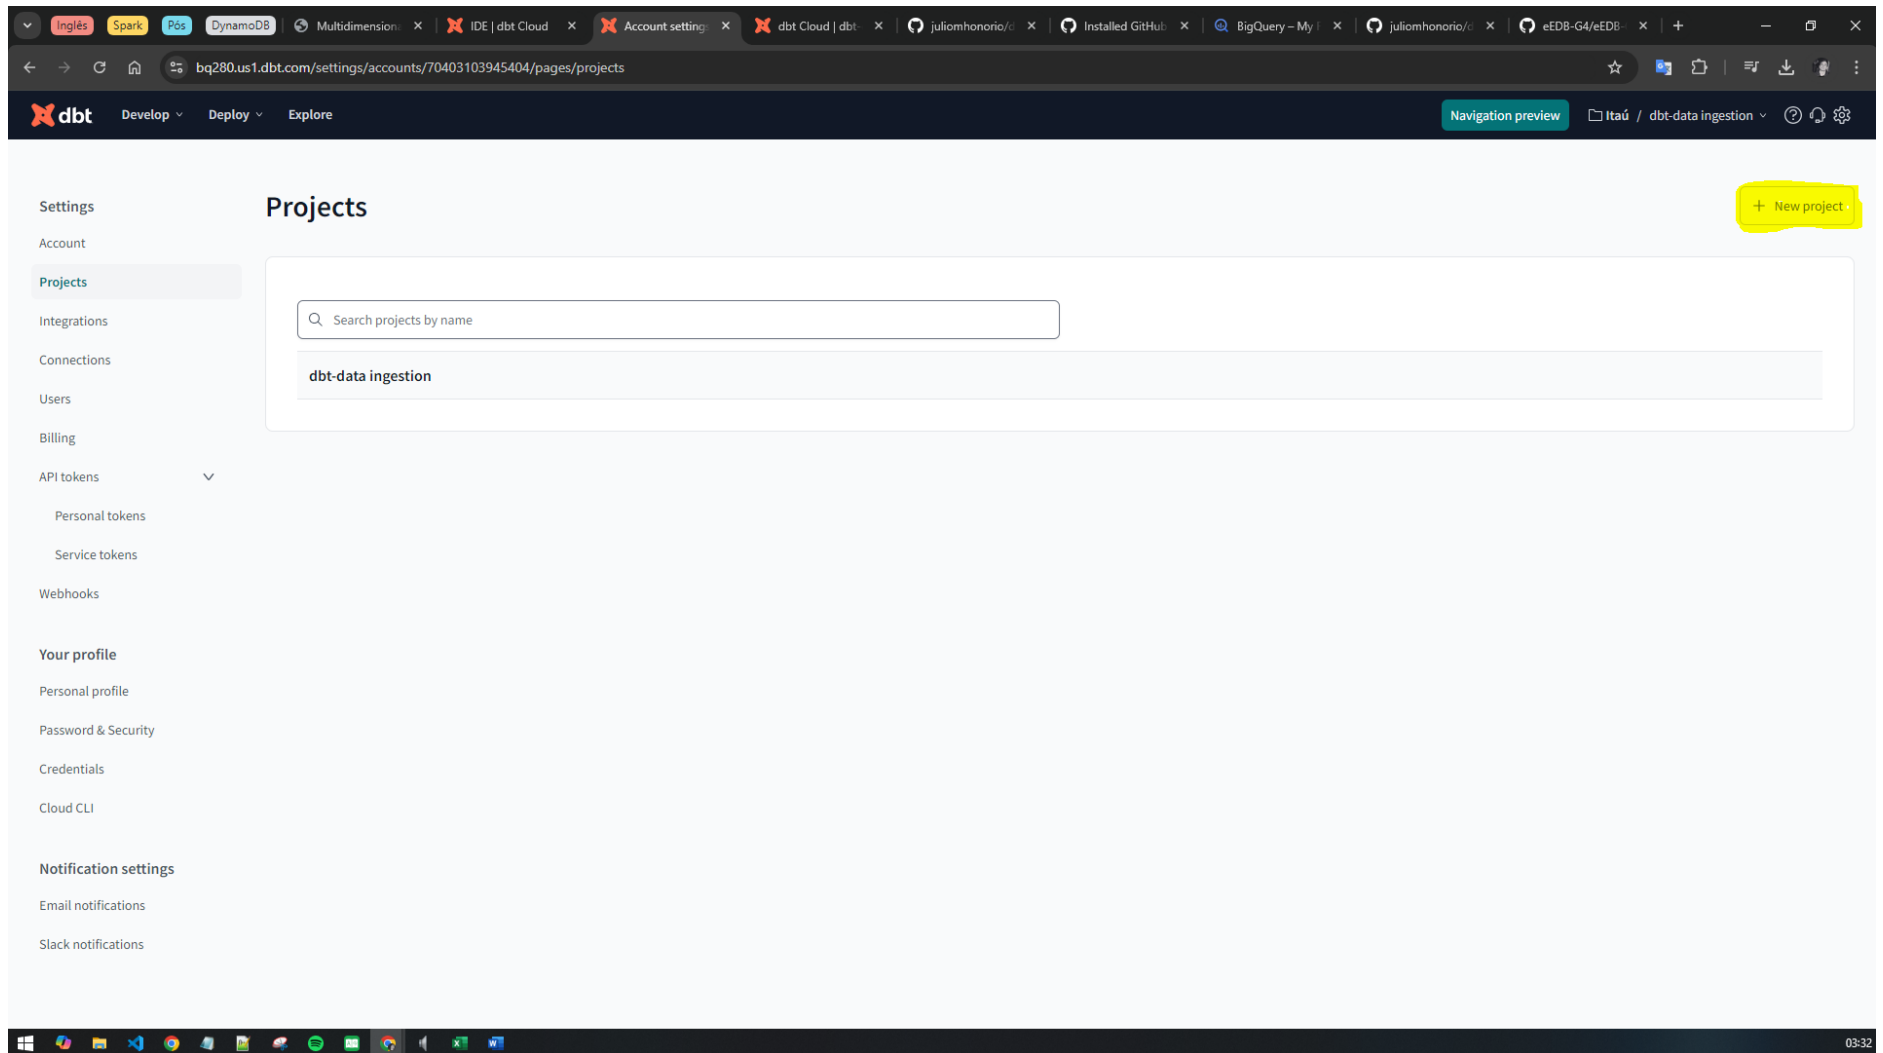 Inglês Spark Pós DynamoDB Multidimension IDE | dbt Cloud Account setting dbt Cloud | dbt- juliomhonorio/d Installed GitHub BigQuery – My juliomhonorio/d eEDB-G4/eEDB-
bq280.us1.dbt.com/settings/accounts/70403103945404/pages/projects
dbt Develop Deploy Explore Navigation preview Itaú / dbt-data ingestion
Settings
Projects
+ New project
Account
Projects
Integrations
Search projects by name
Connections
dbt-data ingestion
Users
Billing
API tokens
Personal tokens
Service tokens
Webhooks
Your profile
Personal profile
Password & Security
Credentials
Cloud CLI
Notification settings
Email notifications
Slack notifications
03:32